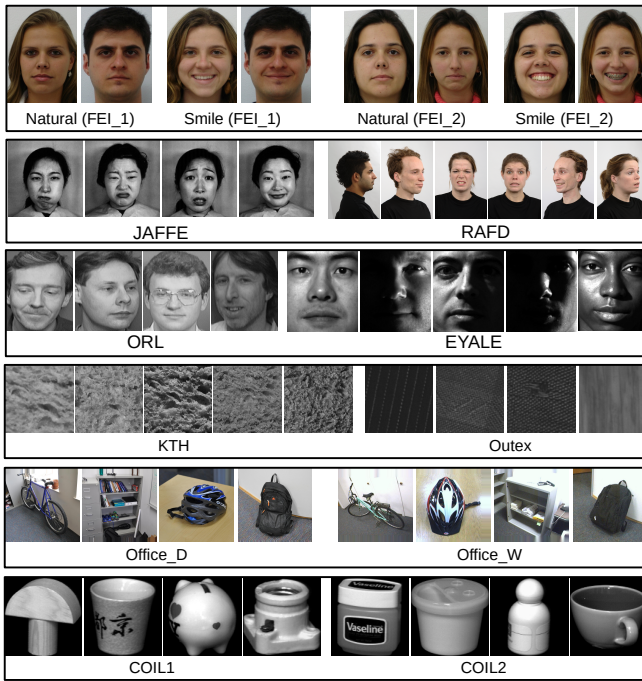 Natural (FEI_1)
Smile (FEI_1)
Natural (FEI_2)
Smile (FEI_2)
JAFFE
RAFD
ORL
EYALE
KTH
Outex
Office_D
Office_W
京
Vaseline
Vaseline
COIL1
COIL2